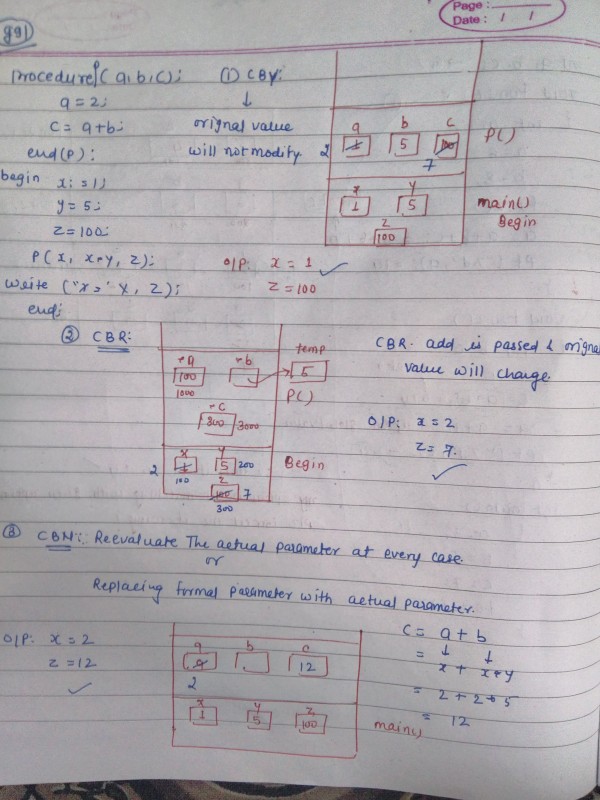 Page :
Date : / /
991
procedure P( a, b, c);
a = 2;
c = a + b;
end(P) :
begin x: = 1;
y = 5;
z = 100;
P( x, x*y, z);
write ("x=" x, z);
end;
(1) CBV:
↓
orignal value
will not modify.
O/P: x = 1 ✓
z = 100
a b c
2 1 5 100
7
P()
x y
1 5
z
100
main()
Begin
② CBR:
*a *b
100
1000
*c
300 3000
temp
5
P()
x y
2 1 5 200
100
z
100 7
300
Begin
CBR. add is passed & orignal
value will change.
O/P: x = 2
z = 7.
✓
③ CBN:: Reevaluate The actual parameter at every case.
or
Replacing formal parameter with actual parameter.
O/P: x = 2
z = 12
✓
a b c
12
2
x y z
1 5 100
main()
c = a + b
= ↓ ↓
x + x*y
= 2 + 2*5
= 12